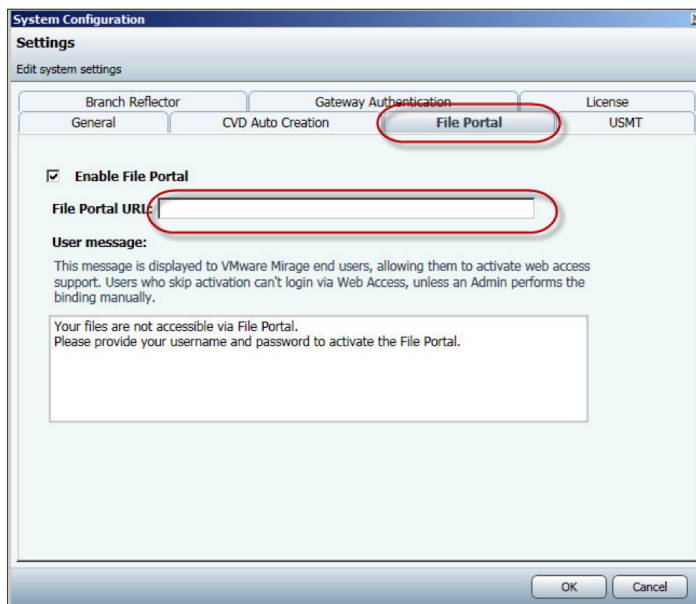 System Configuration
Settings
Edit system settings
Branch Reflector Gateway Authentication License
General CVD Auto Creation File Portal USMT
Enable File Portal
File Portal URL:
User message:
This message is displayed to VMware Mirage end users, allowing them to activate web access
support. Users who skip activation can't login via Web Access, unless an Admin performs the
binding manually.
Your files are not accessible via File Portal.
Please provide your username and password to activate the File Portal.
OK Cancel